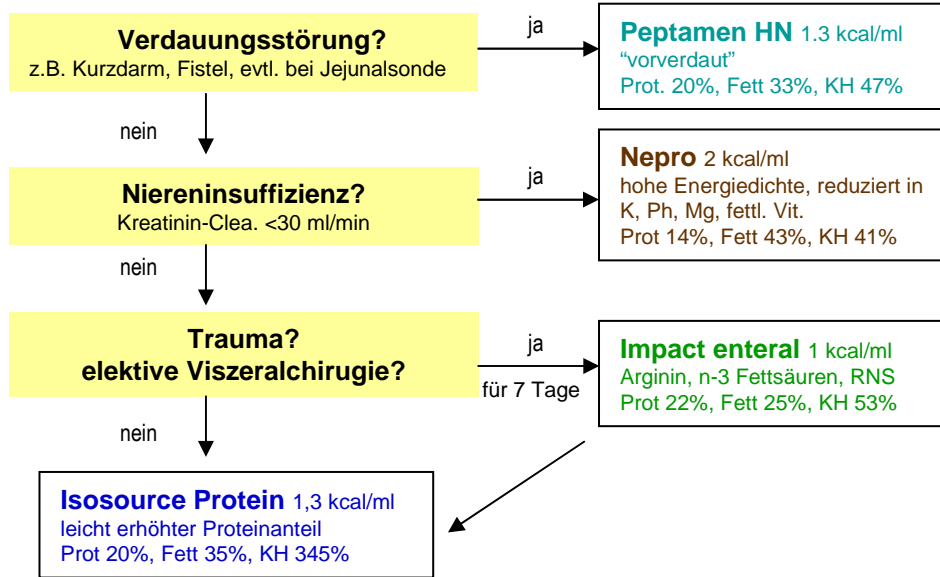 Verdauungsstörung?
z.B. Kurzdarm, Fistel, evtl. bei Jejunalsonde
ja
Peptamen HN 1.3 kcal/ml
“vorverdaut”
Prot. 20%, Fett 33%, KH 47%
nein
Niereninsuffizienz?
Kreatinin-Clea. <30 ml/min
ja
Nepro 2 kcal/ml
hohe Energiedichte, reduziert in
K, Ph, Mg, fettl. Vit.
Prot 14%, Fett 43%, KH 41%
nein
Trauma?
elektive Viszeralchirugie?
ja
für 7 Tage
Impact enteral 1 kcal/ml
Arginin, n-3 Fettsäuren, RNS
Prot 22%, Fett 25%, KH 53%
nein
Isosource Protein 1,3 kcal/ml
leicht erhöhter Proteinanteil
Prot 20%, Fett 35%, KH 345%